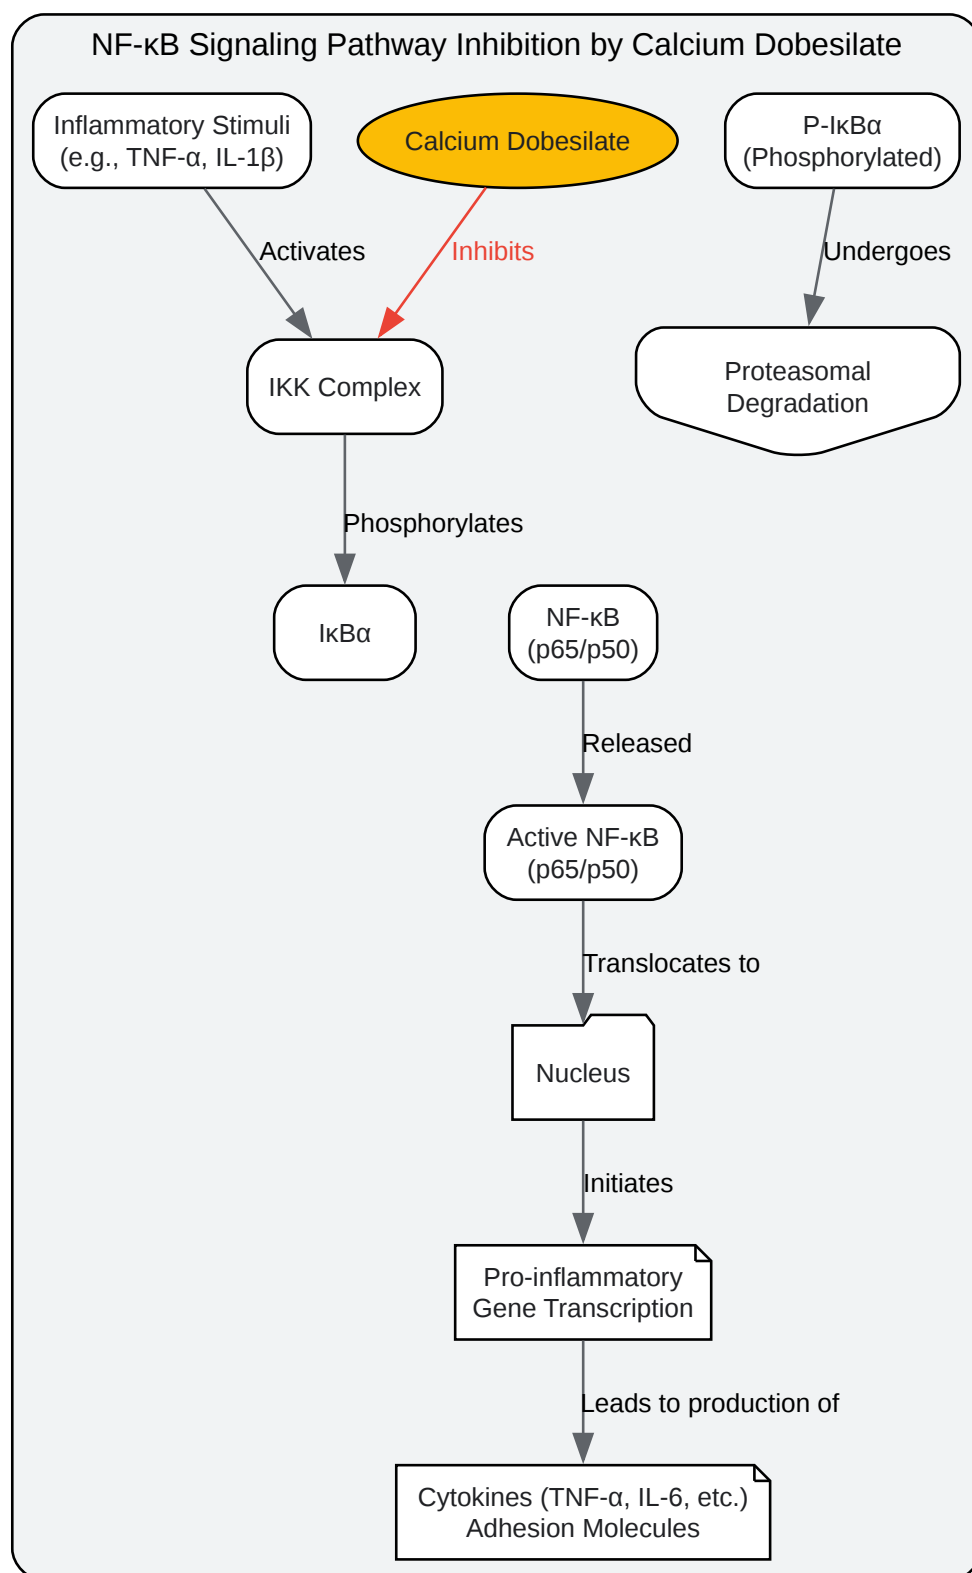 NF-κB Signaling Pathway Inhibition by Calcium Dobesilate
Inflammatory Stimuli
(e.g., TNF-α, IL-1β)
Calcium Dobesilate
P-IκBα
(Phosphorylated)
Activates
Inhibits
Undergoes
IKK Complex
Proteasomal
Degradation
Phosphorylates
IκBα
NF-κB
(p65/p50)
Released
Active NF-κB
(p65/p50)
Translocates to
Nucleus
Initiates
Pro-inflammatory
Gene Transcription
Leads to production of
Cytokines (TNF-α, IL-6, etc.)
Adhesion Molecules